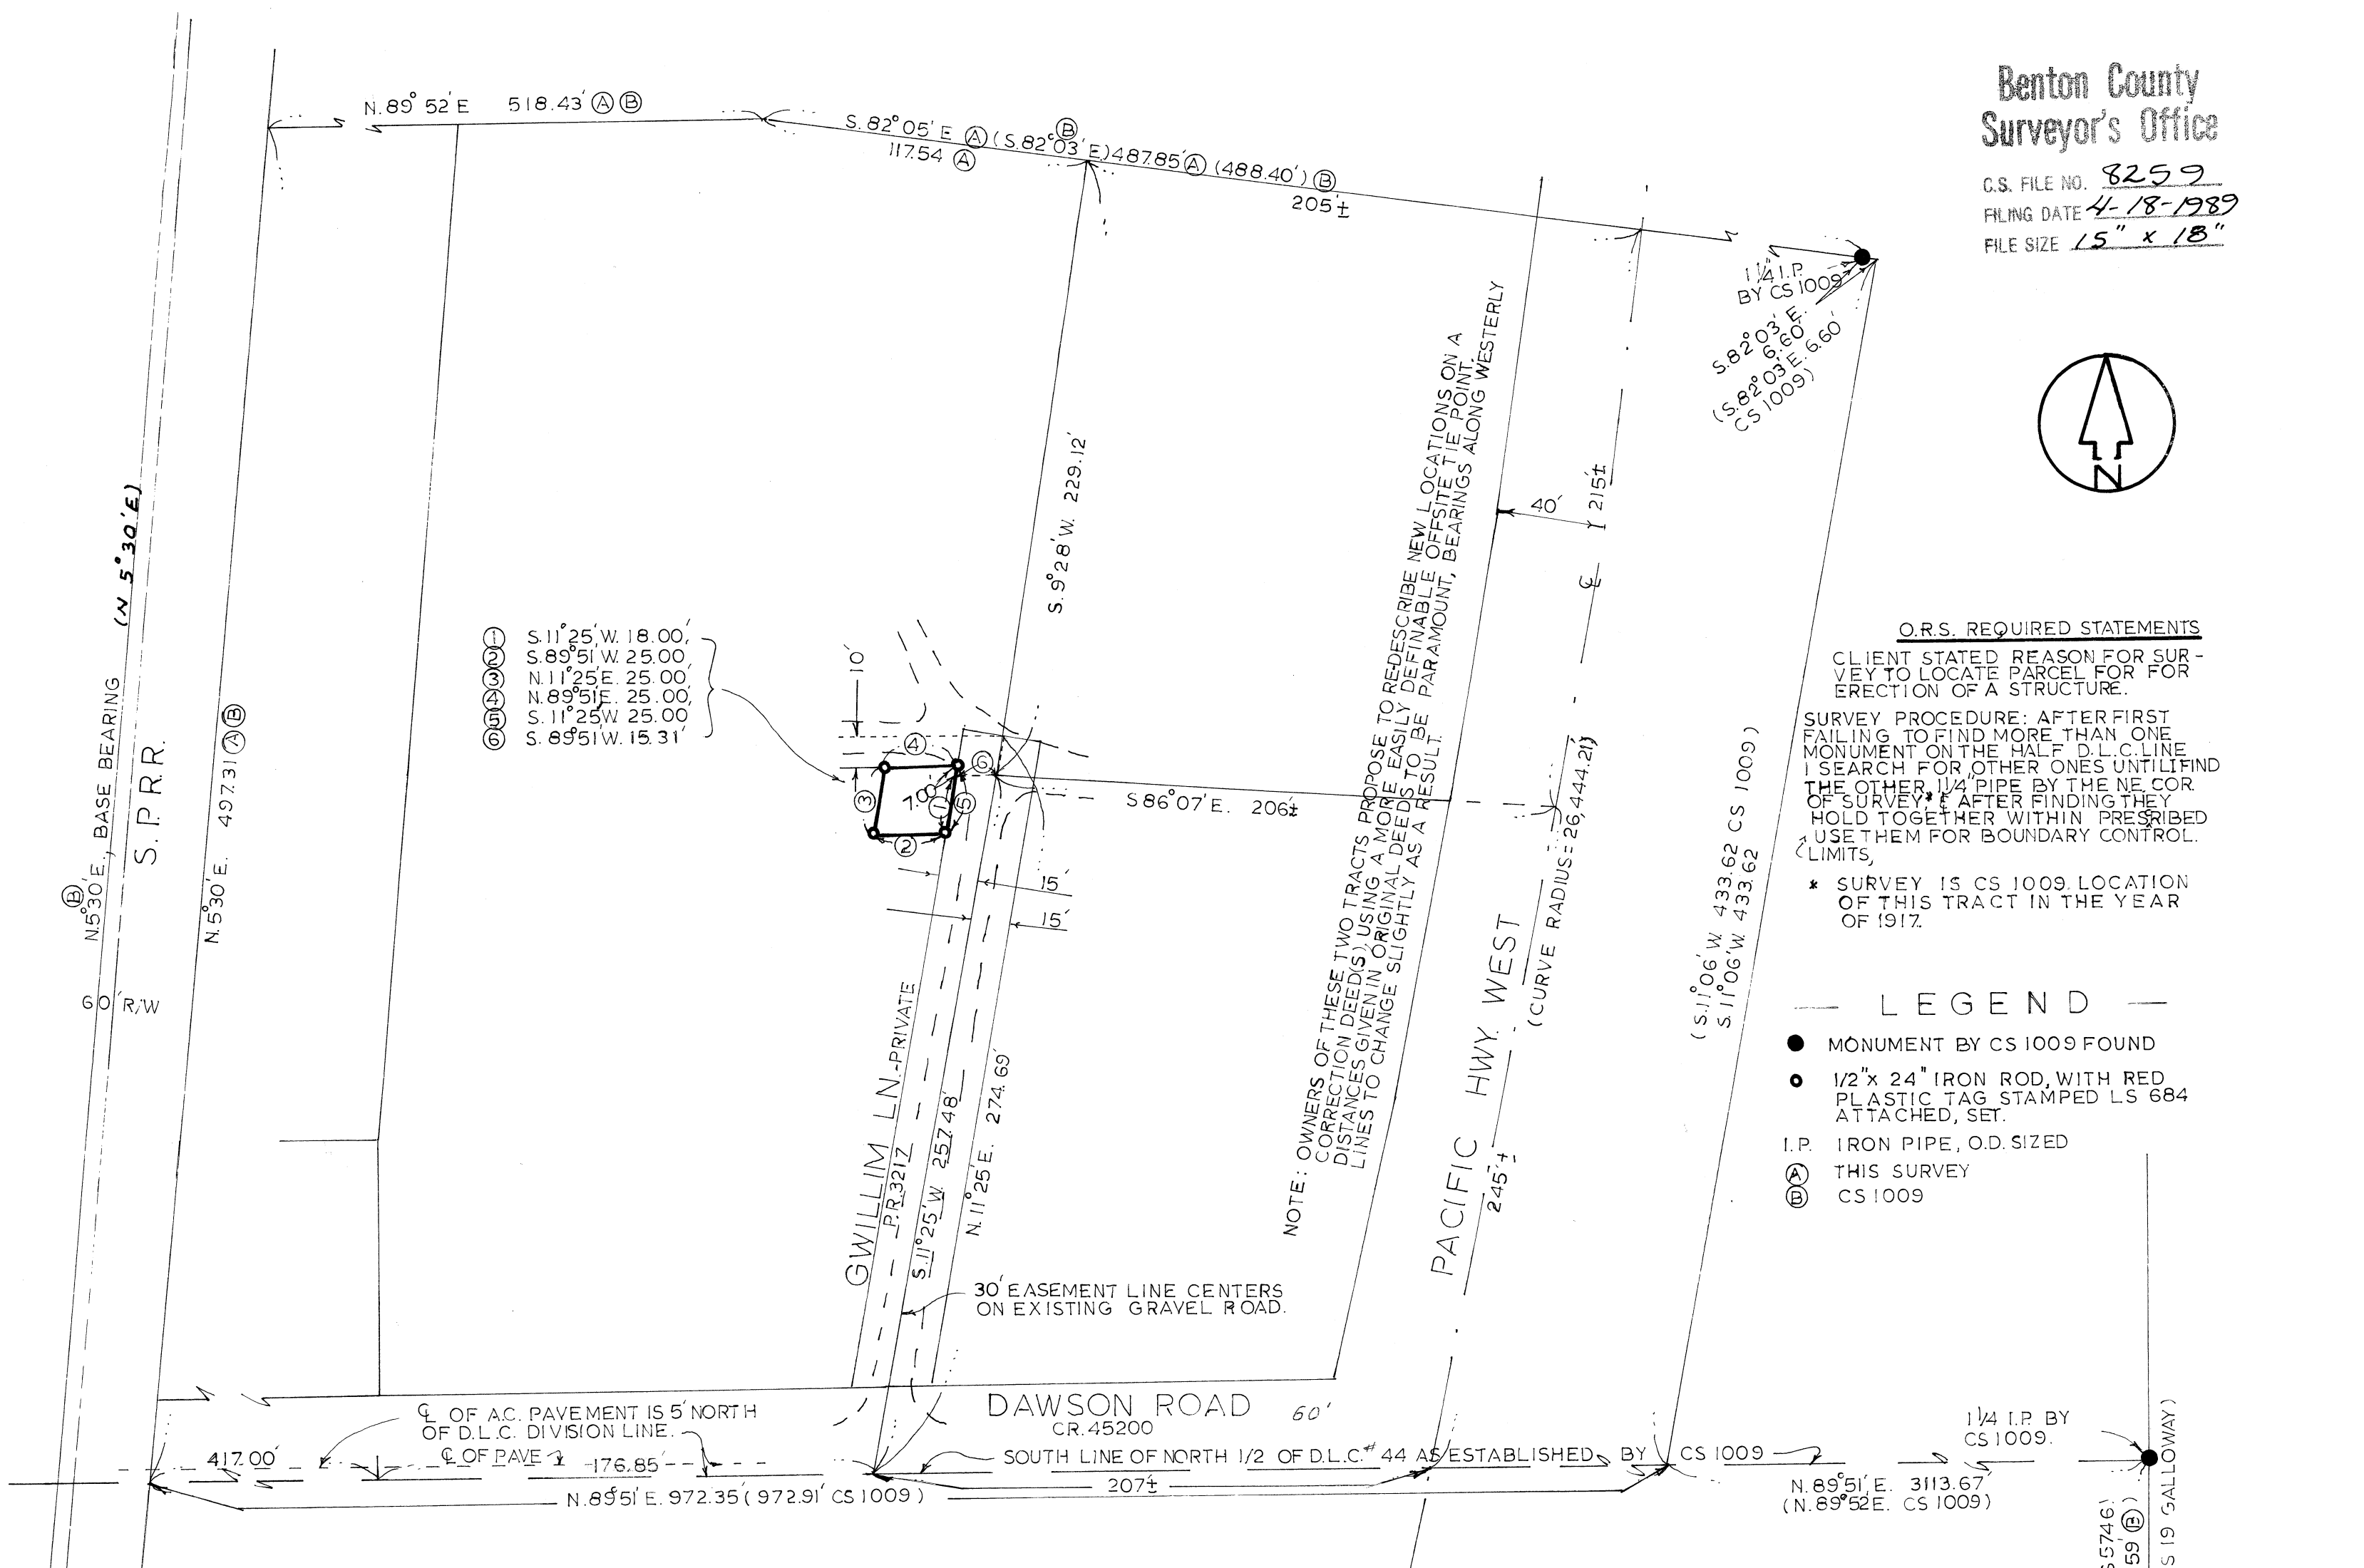 Benton County
Surveyor's Office
C.S. FILE NO. 8259
FILING DATE 4-18-1989
FILE SIZE 15" x 18"
N.89° 52' E 518.43' Ⓐ Ⓑ
S.82° 05' E Ⓐ (S.82° 03' E.) Ⓑ 487.85' Ⓐ (488.40') Ⓑ
117.54 Ⓐ
205'±
1 1/4" I.P.
BY CS 1009
S.82° 03' E.
6.60'
(S.82° 03' E. 6.60'
CS 1009)
N
(N 5° 30' E)
Ⓑ N.5°30' E., BASE BEARING
S.P.R.R.
N.5°30' E. 497.31 Ⓐ Ⓑ
60' R/W
① S.11° 25' W. 18.00'
② S.89° 51' W. 25.00'
③ N.11° 25' E. 25.00'
④ N.89° 51' E. 25.00'
⑤ S.11° 25' W 25.00
⑥ S.89° 51' W. 15.31'
10'
④
⑥
③
7.00
①
⑤
②
S.9° 28' W. 229.12'
S 86° 07' E. 206'±
15'
15'
40'
215'±
℄
NOTE: OWNERS OF THESE TWO TRACTS PROPOSE TO RE-DESCRIBE NEW LOCATIONS ON A
CORRECTION DEED(S), USING A MORE EASILY DEFINABLE OFFSITE TIE POINT.
DISTANCES GIVEN IN ORIGINAL DEEDS TO BE PARAMOUNT, BEARINGS ALONG WESTERLY
LINES TO CHANGE SLIGHTLY AS A RESULT.
PACIFIC HWY. WEST
(CURVE RADIUS=26,444.21')
245'±
(S.11° 06' W. 433.62 CS 1009)
S.11° 06' W. 433.62
GWILLIM LN.-PRIVATE
P.R. 3217
S.11° 25' W. 257.48'
N.11° 25' E. 274.69'
30' EASEMENT LINE CENTERS
ON EXISTING GRAVEL ROAD.
O.R.S. REQUIRED STATEMENTS
CLIENT STATED REASON FOR SUR-
VEY TO LOCATE PARCEL FOR FOR
ERECTION OF A STRUCTURE.
SURVEY PROCEDURE: AFTER FIRST
FAILING TO FIND MORE THAN ONE
MONUMENT ON THE HALF D.L.C. LINE
I SEARCH FOR OTHER ONES UNTIL I FIND
THE OTHER 1 1/4" PIPE BY THE NE. COR.
OF SURVEY,* & AFTER FINDING THEY
HOLD TOGETHER WITHIN PRESRIBED
USE THEM FOR BOUNDARY CONTROL.
LIMITS,
* SURVEY IS CS 1009. LOCATION
OF THIS TRACT IN THE YEAR
OF 1917.
LEGEND
● MONUMENT BY CS 1009 FOUND
1/2" x 24" IRON ROD, WITH RED
PLASTIC TAG STAMPED LS 684
ATTACHED, SET.
I.P. IRON PIPE, O.D. SIZED
Ⓐ THIS SURVEY
Ⓑ CS 1009
DAWSON ROAD 60'
CR. 45200
℄ OF A.C. PAVEMENT IS 5' NORTH
OF D.L.C. DIVISION LINE.
℄ OF PAVE
417.00'
176.85'
SOUTH LINE OF NORTH 1/2 OF D.L.C. # 44 AS ESTABLISHED BY CS 1009
207'±
N.89°51' E. 972.35' (972.91' CS 1009)
1 1/4 I.P. BY
CS 1009.
N.89°51' E. 3113.67'
(N.89°52' E. CS 1009)
S 5746)
59' Ⓑ)
S 19 GALLOWAY)